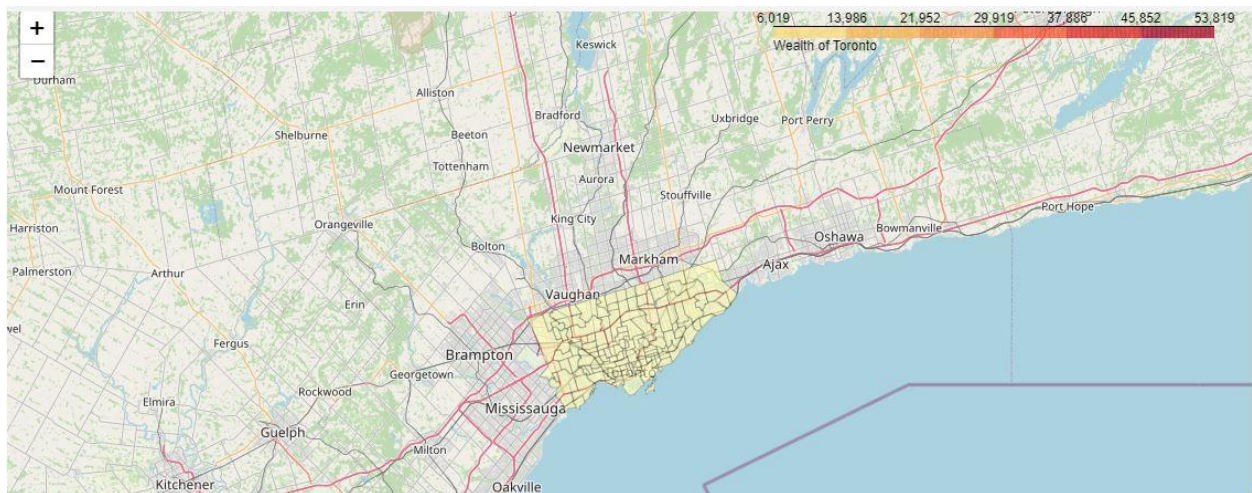 +
−
6,019 13,986 21,952 29,919 37,886 45,852 53,819
Wealth of Toronto
Keswick
Durham
Alliston
Bradford
Uxbridge
Port Perry
Shelburne
Beeton
Newmarket
Tottenham
Aurora
Mount Forest
Stouffville
Port Hope
King City
Harriston
Orangeville
Bowmanville
Oshawa
Bolton
Markham
Ajax
Palmerston
Arthur
Vaughan
Erin
Fergus
Brampton
Georgetown
Toronto
Rockwood
Elmira
Mississauga
Guelph
Milton
Kitchener
Oakville